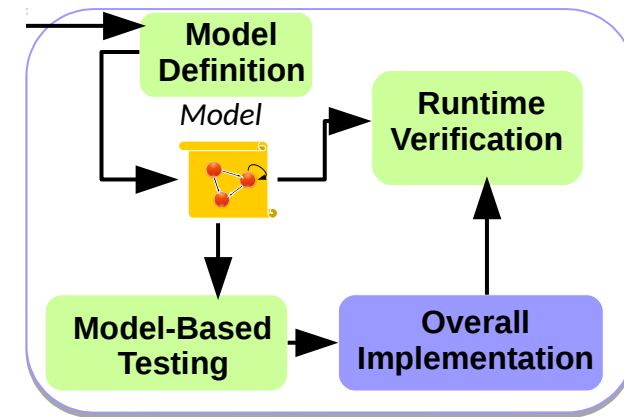 Model
Definition
Model
Runtime
Verification
Model-Based
Testing
Overall
Implementation